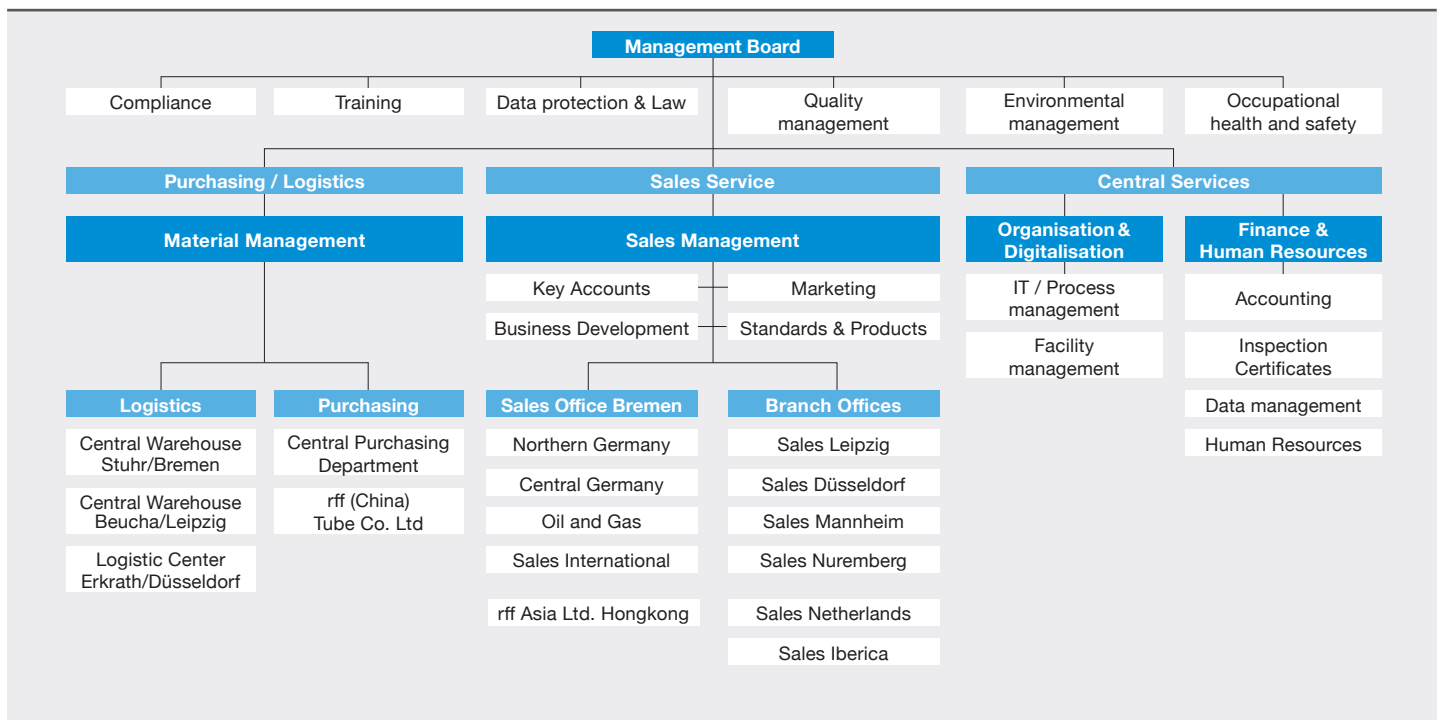 Management Board
Compliance
Training
Data protection & Law
Quality
management
Environmental
management
Occupational
health and safety
Purchasing / Logistics
Sales Service
Central Services
Material Management
Sales Management
Organisation &
Digitalisation
Finance &
Human Resources
Key Accounts
Marketing
Business Development
Standards & Products
IT / Process
management
Facility
management
Accounting
Inspection
Certificates
Data management
Human Resources
Logistics
Central Warehouse
Stuhr/Bremen
Central Warehouse
Beucha/Leipzig
Logistic Center
Erkrath/Düsseldorf
Purchasing
Central Purchasing
Department
rff (China)
Tube Co. Ltd
Sales Office Bremen
Northern Germany
Central Germany
Oil and Gas
Sales International
rff Asia Ltd. Hongkong
Branch Offices
Sales Leipzig
Sales Düsseldorf
Sales Mannheim
Sales Nuremberg
Sales Netherlands
Sales Iberica